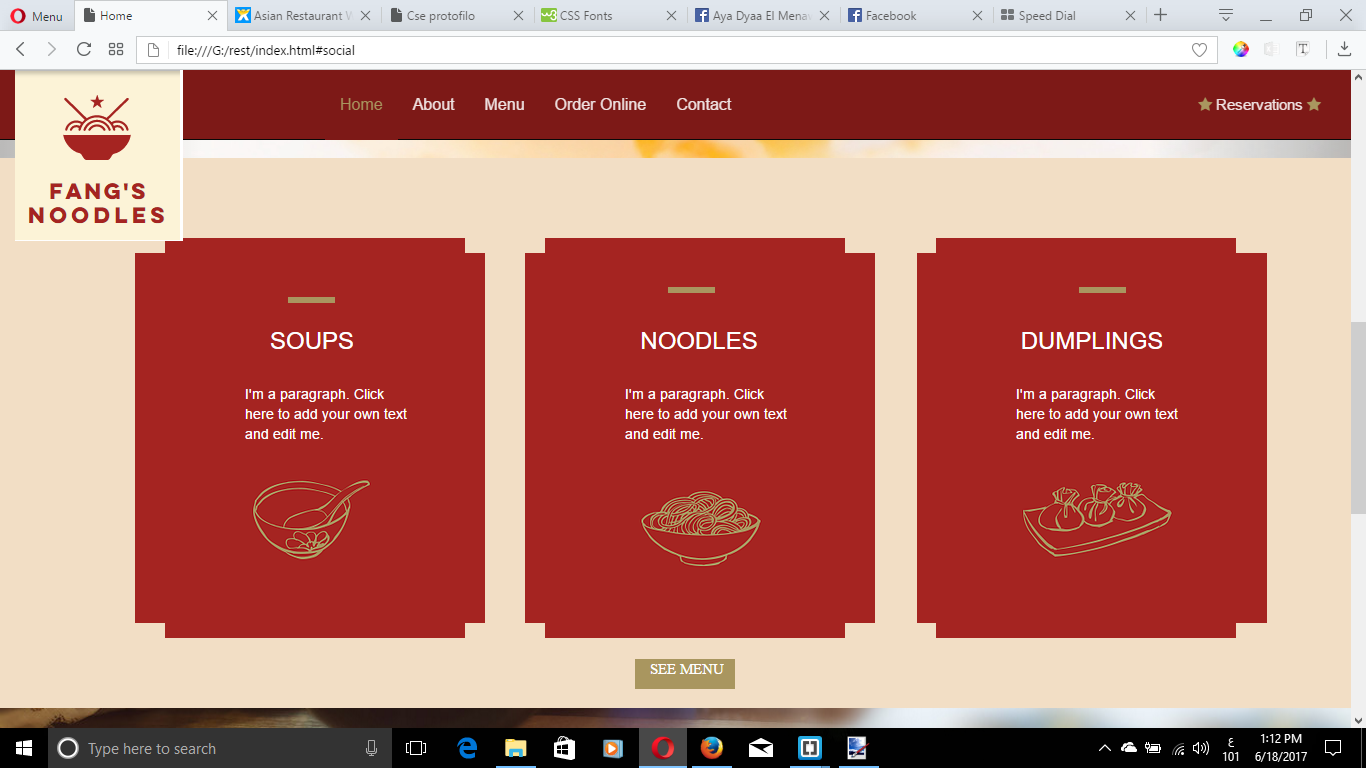 Menu
Home
Asian Restaurant W
Cse protofilo
CSS Fonts
Aya Dyaa El Mena
Facebook
Speed Dial
file:///G:/rest/index.html#social
Home
About
Menu
Order Online
Contact
Reservations
FANG'S
NOODLES
SOUPS
I'm a paragraph. Click
here to add your own text
and edit me.
NOODLES
I'm a paragraph. Click
here to add your own text
and edit me.
DUMPLINGS
I'm a paragraph. Click
here to add your own text
and edit me.
SEE MENU
Type here to search
ع
101
1:12 PM
6/18/2017